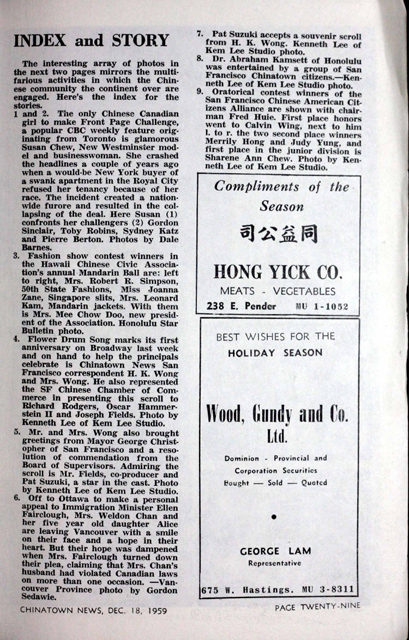 INDEX and STORY
The interesting array of photos in
the next two pages mirrors the multi-
farious activities in which the Chin-
ese community the continent over are
engaged. Here's the index for the
stories.
1 and 2. The only Chinese Canadian
girl to make Front Page Challenge,
a popular CBC weekly feature orig-
inating from Toronto is glamorous
Susan Chew, New Westminster mod-
el and businesswoman. She crashed
the headlines a couple of years ago
when a would-be New York buyer of
a swank apartment in the Royal City
refused her tenancy because of her
race. The incident created a nation-
wide furore and resulted in the col-
lapsing of the deal. Here Susan (1)
confronts her challengers (2) Gordon
Sinclair, Toby Robins, Sydney Katz
and Pierre Berton. Photos by Dale
Barnes.
3. Fashion show contest winners in
the Hawaii Chinese Civic Associa-
tion's annual Mandarin Ball are: left
to right, Mrs. Robert R. Simpson,
50th State Fashions, Miss Joanna
Zane, Singapore slits, Mrs. Leonard
Kam, Mandarin jackets. With them
is Mrs. Mee Chow Doo, new presid-
ent of the Association. Honolulu Star
Bulletin photo.
4. Flower Drum Song marks its first
anniversary on Broadway last week
and on hand to help the principals
celebrate is Chinatown News San
Francisco correspondent H. K. Wong
and Mrs. Wong. He also represented
the SF Chinese Chamber of Com-
merce in presenting this scroll to
Richard Rodgers, Oscar Hammer-
stein II and Joseph Fields. Photo by
Kenneth Lee of Kem Lee Studio.
5. Mr. and Mrs. Wong also brought
greetings from Mayor George Christ-
opher of San Francisco and a reso-
lution of commendation from the
Board of Supervisors. Admiring the
scroll is Mr. Fields, co-producer and
Pat Suzuki, a star in the cast. Photo
by Kenneth Lee of Kem Lee Studio.
6. Off to Ottawa to make a personal
appeal to Immigration Minister Ellen
Fairclough, Mrs. Weldon Chan and
her five year old daughter Alice
are leaving Vancouver with a smile
on their face and a hope in their
heart. But their hope was dampened
when Mrs. Fairclough turned down
their plea, claiming that Mrs. Chan's
husband had violated Canadian laws
on more than one occasion. —Van-
couver Province photo by Gordon
Sedawie.
7. Pat Suzuki accepts a souvenir scroll
from H. K. Wong. Kenneth Lee of
Kem Lee Studio photo.
8. Dr. Abraham Kamsett of Honolulu
was entertained by a group of San
Francisco Chinatown citizens.—Ken-
neth Lee of Kem Lee Studio photo.
9. Oratorical contest winners of the
San Francisco Chinese American Cit-
izens Alliance are shown with chair-
man Fred Huie. First place honors
went to Calvin Wing, next to him
l. to r. the two second place winners
Merrily Hong and Judy Yung, and
first place in the junior division is
Sharene Ann Chew. Photo by Ken-
neth Lee of Kem Lee Studio.
Compliments of the
Season
司公益同
HONG YICK CO.
MEATS - VEGETABLES
238 E. Pender MU 1-1052
BEST WISHES FOR THE
HOLIDAY SEASON
Wood, Gundy and Co.
Ltd.
Dominion - Provincial and
Corporation Securities
Bought — Sold — Quoted
GEORGE LAM
Representative
675 W. Hastings. MU 3-8311
CHINATOWN NEWS, DEC. 18, 1959
PAGE TWENTY-NINE